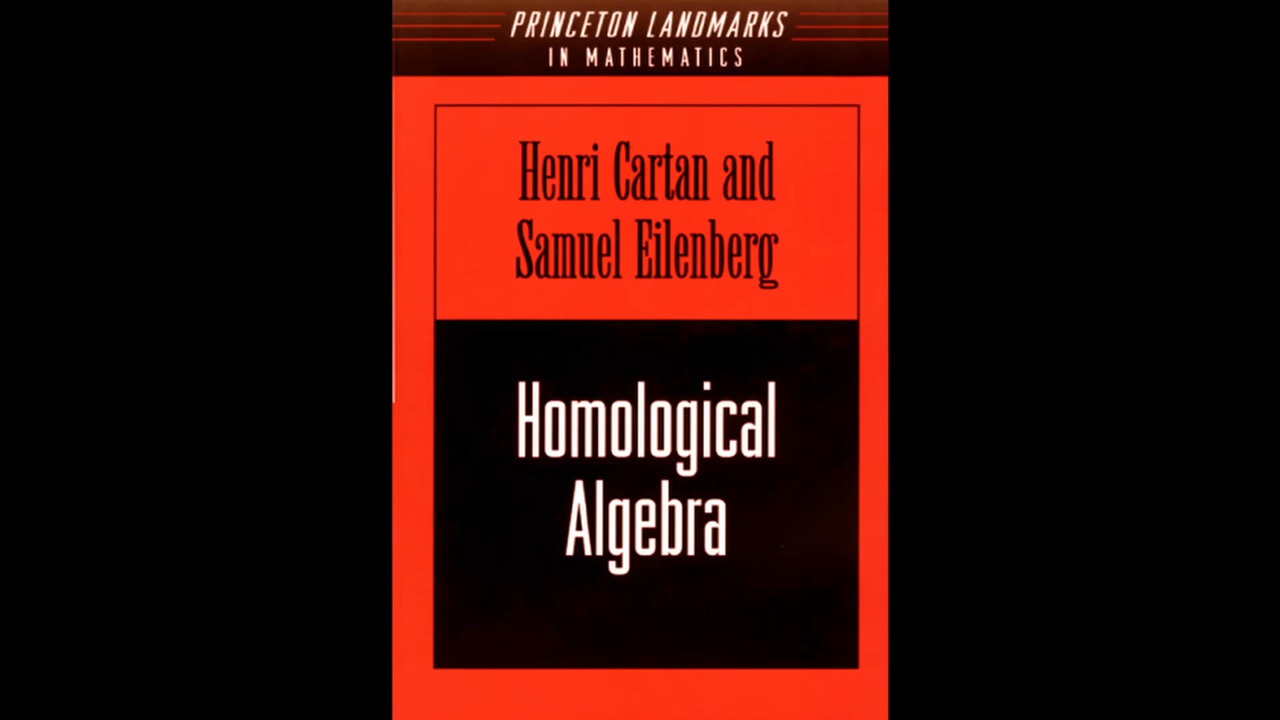 PRINCETON LANDMARKS
IN MATHEMATICS
Henri Cartan and
Samuel Eilenberg
Homological
Algebra